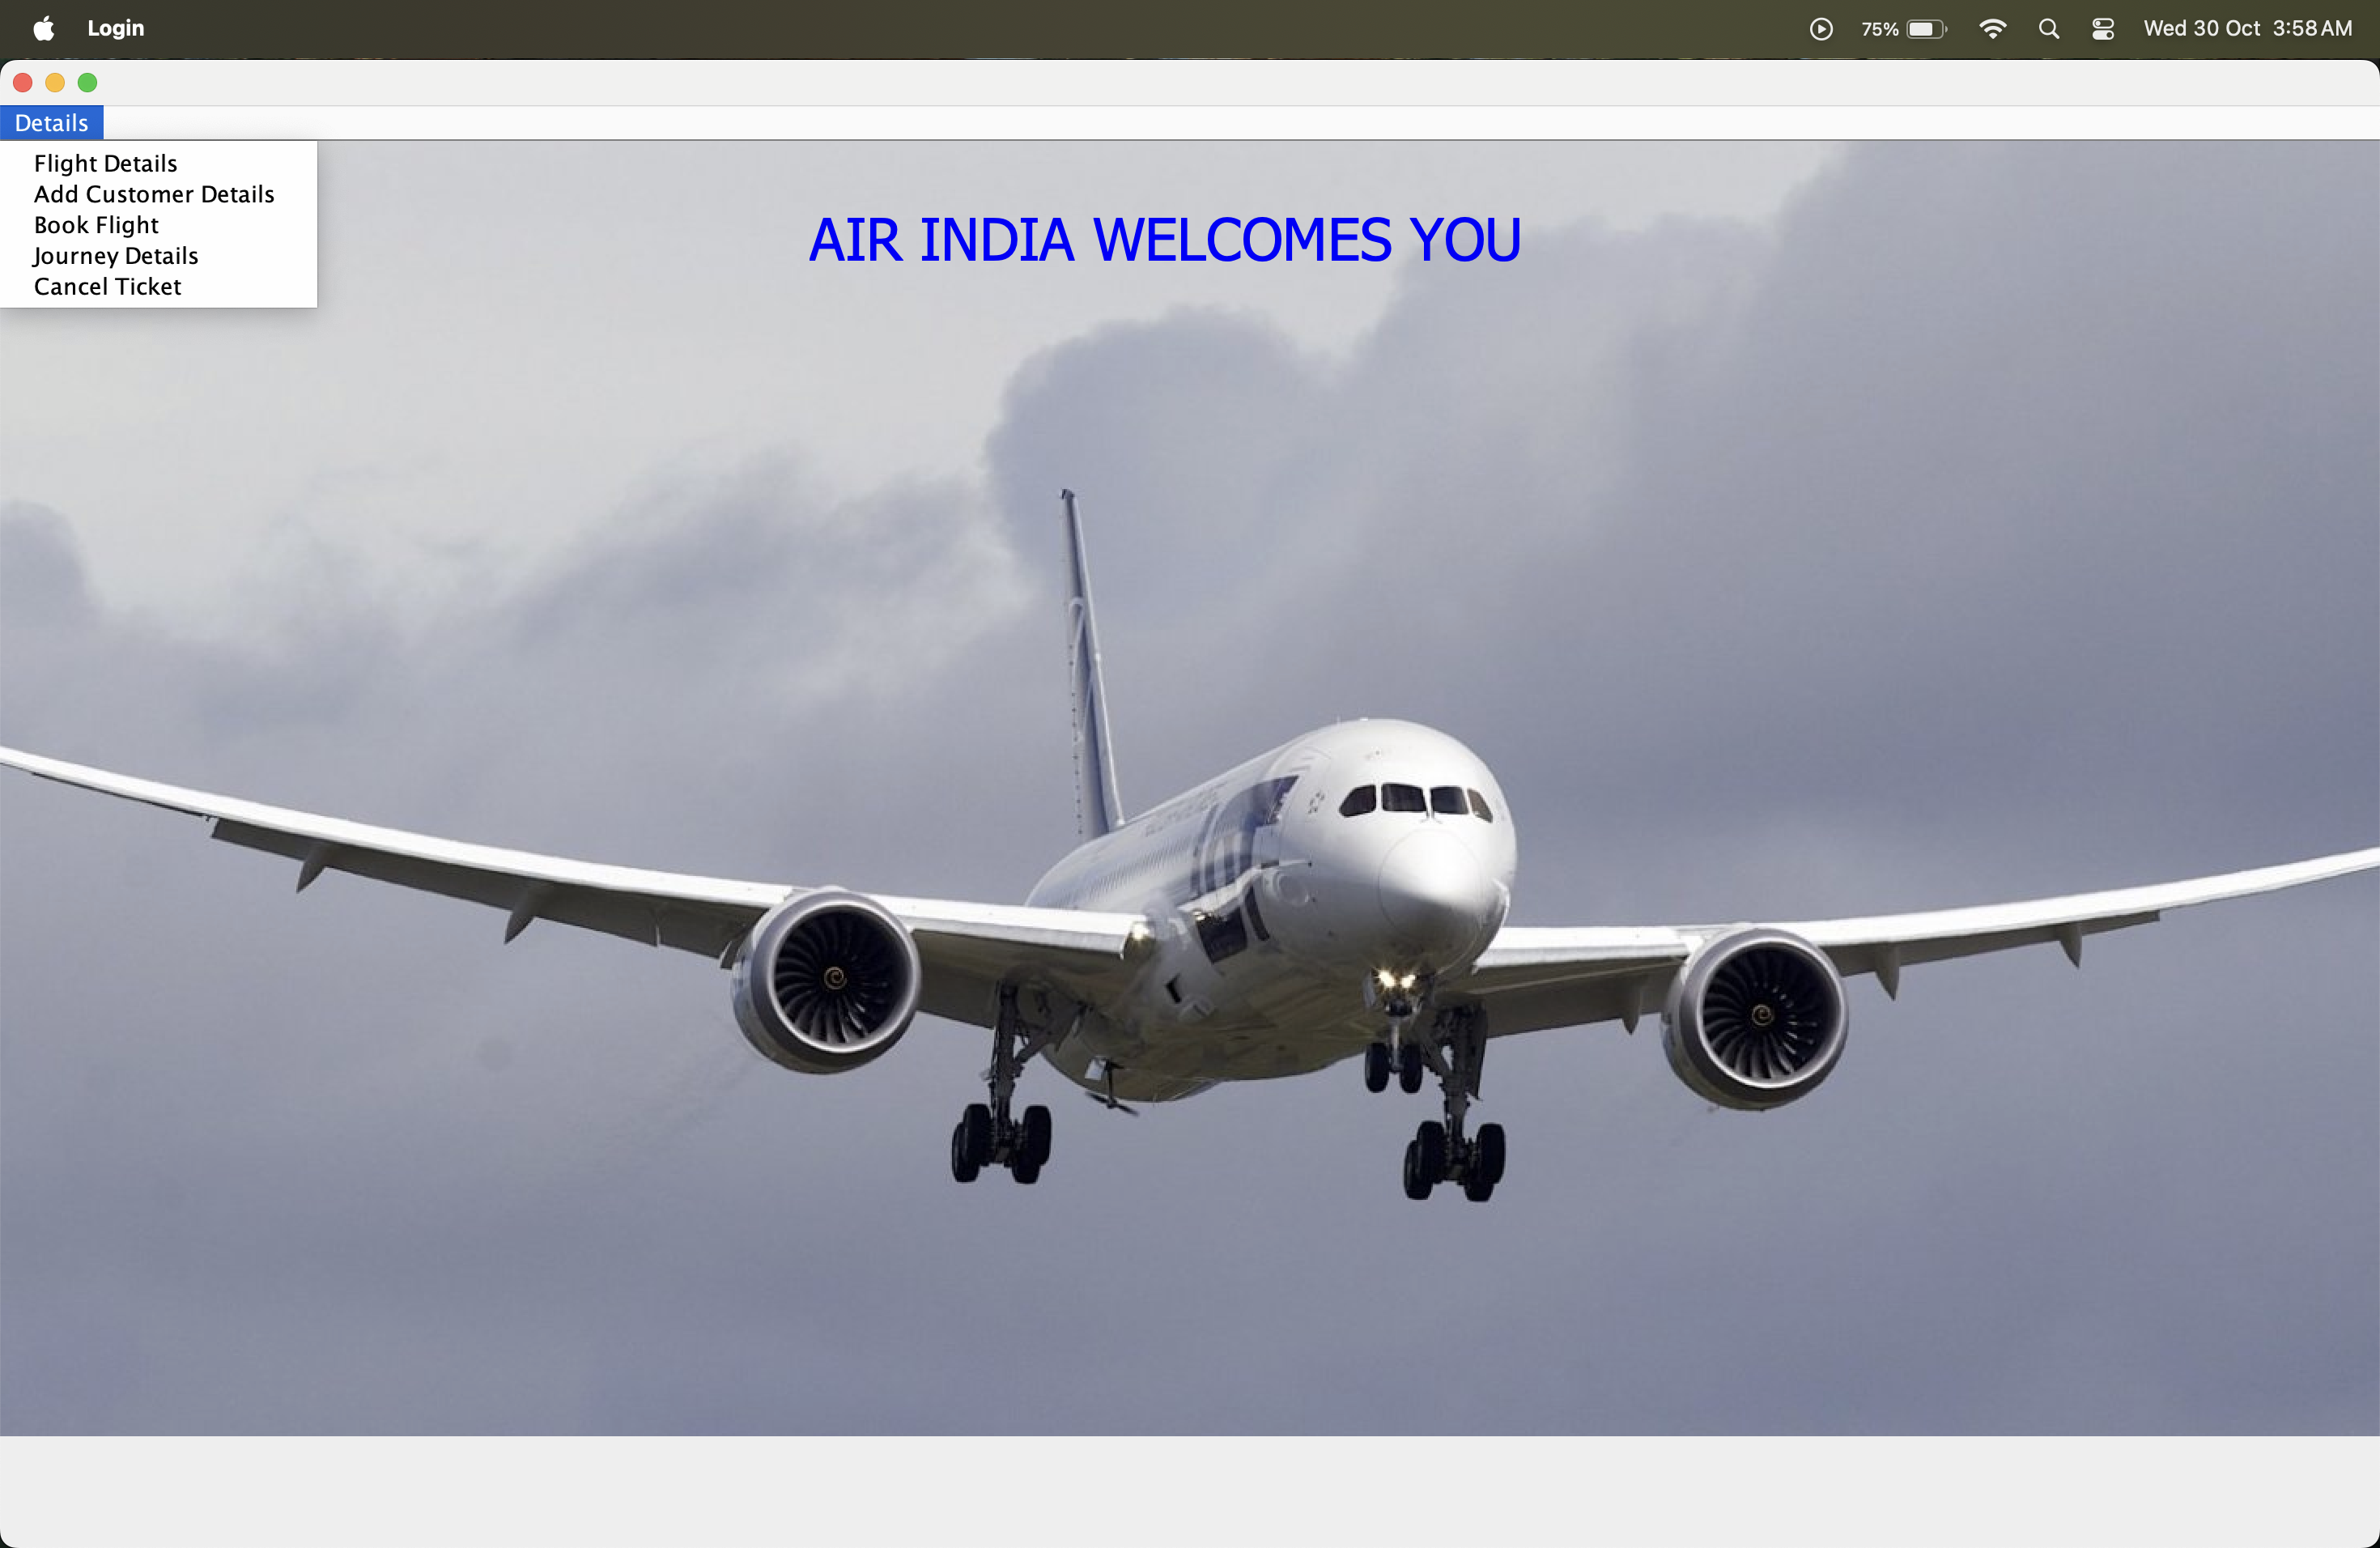 Login
75%
Wed 30 Oct 3:58 AM
Details
Flight Details
Add Customer Details
Book Flight
Journey Details
Cancel Ticket
AIR INDIA WELCOMES YOU